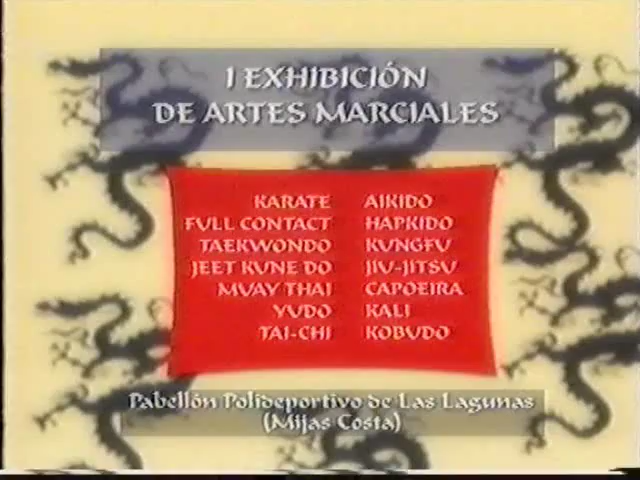 I EXHIBICIÓN
DE ARTES MARCIALES
KARATE
FULL CONTACT
TAEKWONDO
JEET KUNE DO
MUAY THAI
YUDO
TAI-CHI
AIKIDO
HAPKIDO
KUNGFU
JIU-JITSU
CAPOEIRA
KALI
KOBUDO
Pabellón Polideportivo de Las Lagunas
(Mijas Costa)